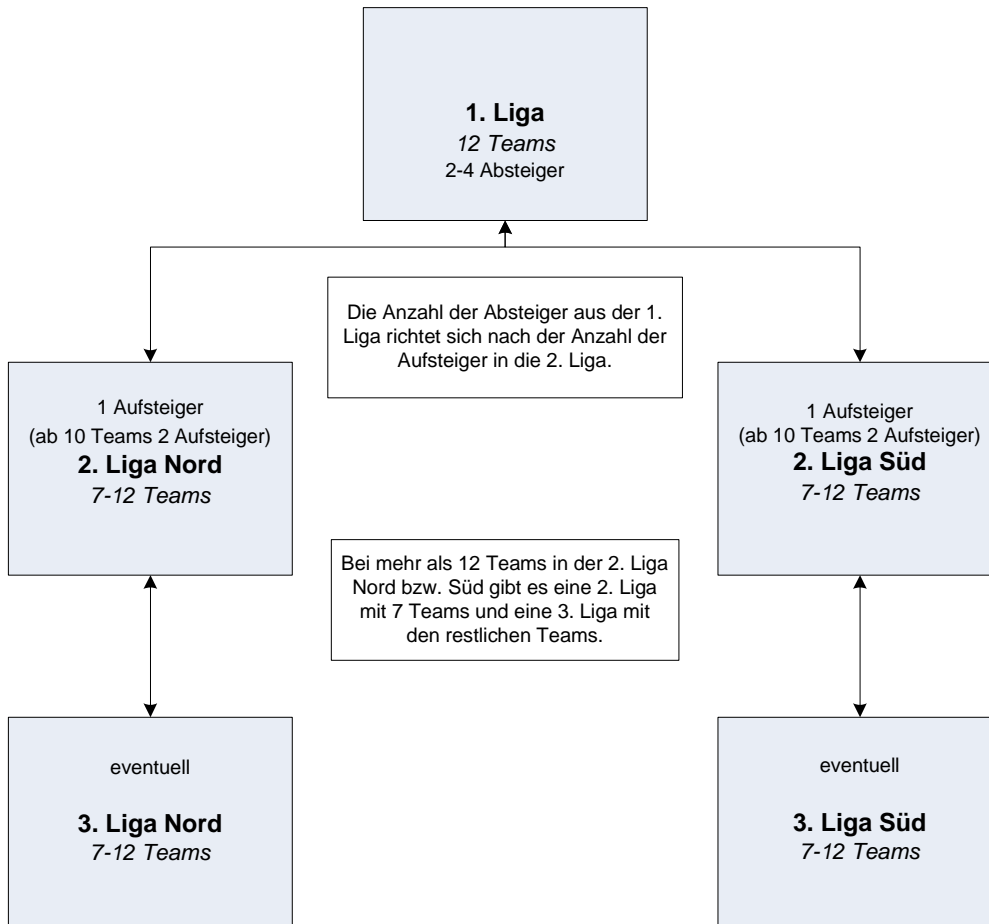 1. Liga
12 Teams
2-4 Absteiger
Die Anzahl der Absteiger aus der 1.
Liga richtet sich nach der Anzahl der
Aufsteiger in die 2. Liga.
1 Aufsteiger
(ab 10 Teams 2 Aufsteiger)
2. Liga Nord
7-12 Teams
1 Aufsteiger
(ab 10 Teams 2 Aufsteiger)
2. Liga Süd
7-12 Teams
Bei mehr als 12 Teams in der 2. Liga
Nord bzw. Süd gibt es eine 2. Liga
mit 7 Teams und eine 3. Liga mit
den restlichen Teams.
eventuell
3. Liga Nord
7-12 Teams
eventuell
3. Liga Süd
7-12 Teams